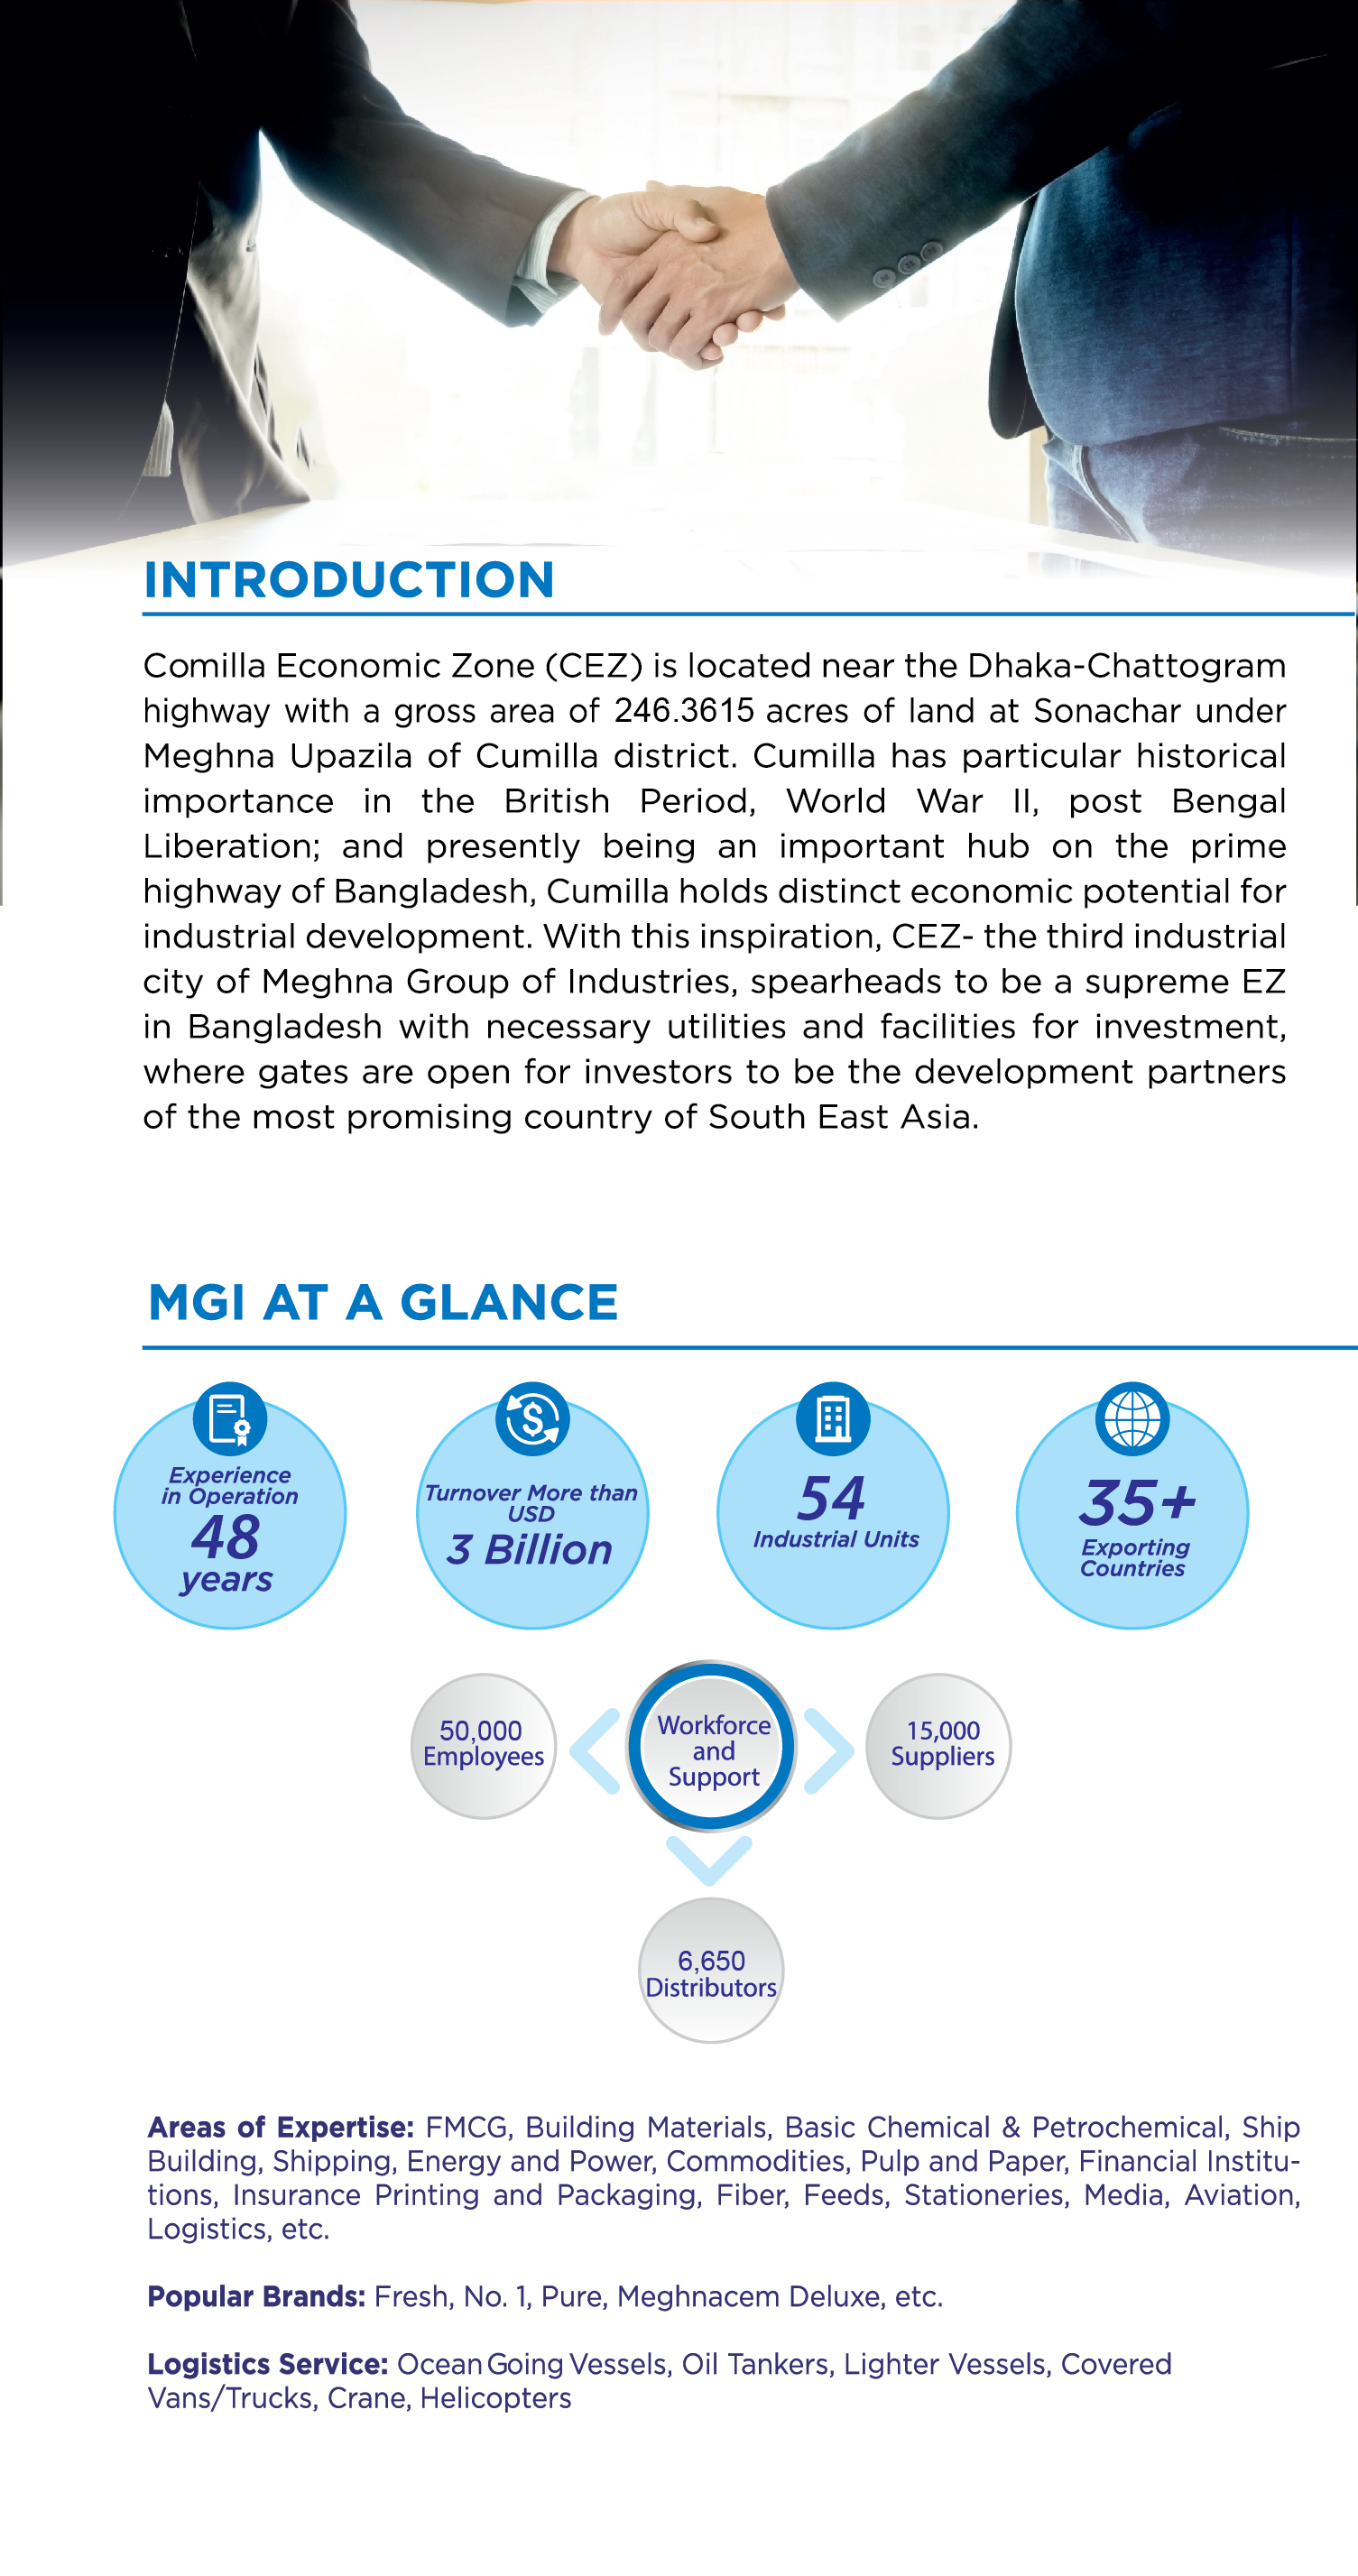 INTRODUCTION
Comilla Economic Zone (CEZ) is located near the Dhaka-Chattogram
highway with a gross area of 246.3615 acres of land at Sonachar under
Meghna Upazila of Cumilla district. Cumilla has particular historical
importance in the British Period, World War II, post Bengal
Liberation; and presently being an important hub on the prime
highway of Bangladesh, Cumilla holds distinct economic potential for
industrial development. With this inspiration, CEZ- the third industrial
city of Meghna Group of Industries, spearheads to be a supreme EZ
in Bangladesh with necessary utilities and facilities for investment,
where gates are open for investors to be the development partners
of the most promising country of South East Asia.
MGI AT A GLANCE
Experience
in Operation
48
years
Turnover More than
USD
3 Billion
54
Industrial Units
35+
Exporting
Countries
50,000
Employees
Workforce
and
Support
15,000
Suppliers
6,650
Distributors
Areas of Expertise: FMCG, Building Materials, Basic Chemical & Petrochemical, Ship
Building, Shipping, Energy and Power, Commodities, Pulp and Paper, Financial Institu-
tions, Insurance Printing and Packaging, Fiber, Feeds, Stationeries, Media, Aviation,
Logistics, etc.
Popular Brands: Fresh, No. 1, Pure, Meghnacem Deluxe, etc.
Logistics Service: Ocean Going Vessels, Oil Tankers, Lighter Vessels, Covered
Vans/Trucks, Crane, Helicopters